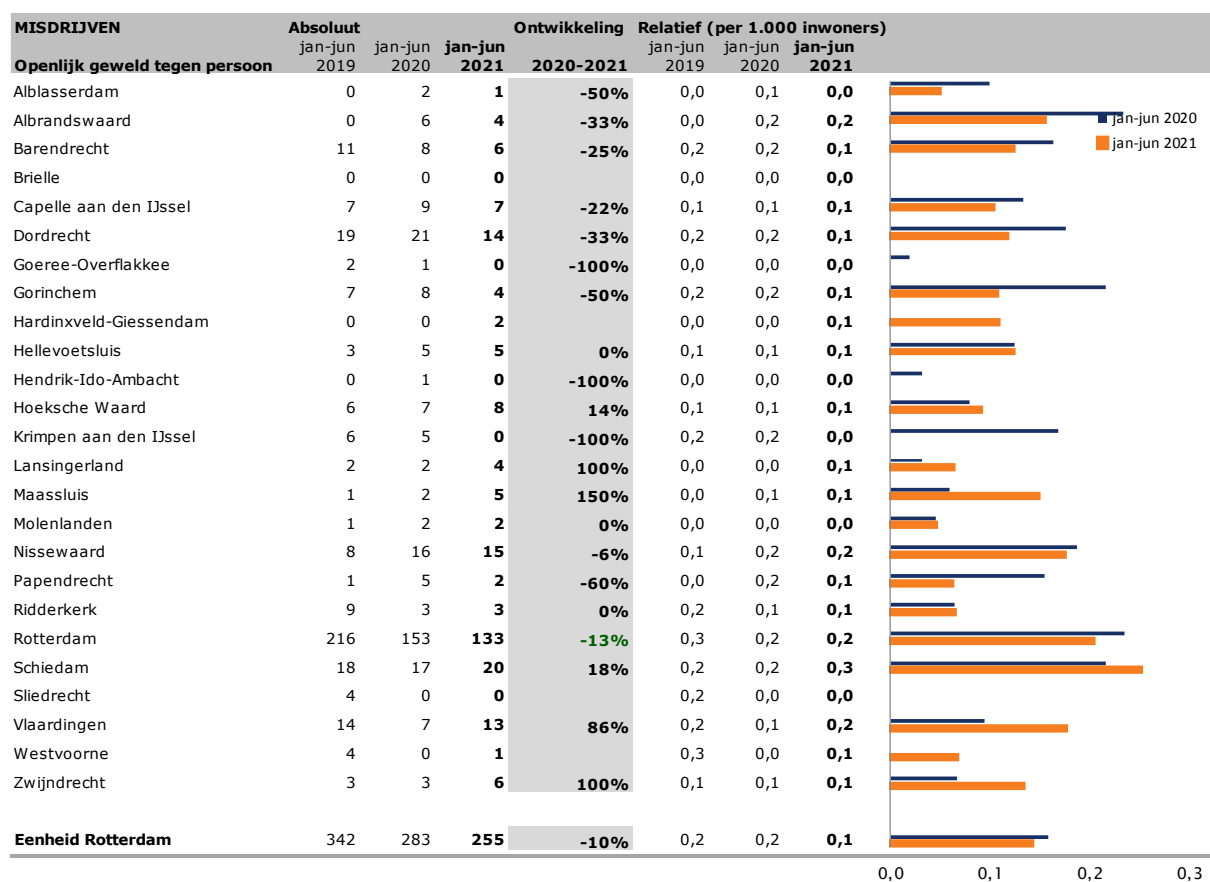 MISDRIJVEN Absoluut Ontwikkeling Relatief (per 1.000 inwoners)
jan-jun jan-jun jan-jun jan-jun jan-jun jan-jun
Openlijk geweld tegen persoon 2019 2020 2021 2020-2021 2019 2020 2021
Alblasserdam 0 2 1 -50% 0,0 0,1 0,0
Albrandswaard 0 6 4 -33% 0,0 0,2 0,2 jan-jun 2020
Barendrecht 11 8 6 -25% 0,2 0,2 0,1 jan-jun 2021
Brielle 0 0 0 0,0 0,0 0,0
Capelle aan den IJssel 7 9 7 -22% 0,1 0,1 0,1
Dordrecht 19 21 14 -33% 0,2 0,2 0,1
Goeree-Overflakkee 2 1 0 -100% 0,0 0,0 0,0
Gorinchem 7 8 4 -50% 0,2 0,2 0,1
Hardinxveld-Giessendam 0 0 2 0,0 0,0 0,1
Hellevoetsluis 3 5 5 0% 0,1 0,1 0,1
Hendrik-Ido-Ambacht 0 1 0 -100% 0,0 0,0 0,0
Hoeksche Waard 6 7 8 14% 0,1 0,1 0,1
Krimpen aan den IJssel 6 5 0 -100% 0,2 0,2 0,0
Lansingerland 2 2 4 100% 0,0 0,0 0,1
Maassluis 1 2 5 150% 0,0 0,1 0,1
Molenlanden 1 2 2 0% 0,0 0,0 0,0
Nissewaard 8 16 15 -6% 0,1 0,2 0,2
Papendrecht 1 5 2 -60% 0,0 0,2 0,1
Ridderkerk 9 3 3 0% 0,2 0,1 0,1
Rotterdam 216 153 133 -13% 0,3 0,2 0,2
Schiedam 18 17 20 18% 0,2 0,2 0,3
Sliedrecht 4 0 0 0,2 0,0 0,0
Vlaardingen 14 7 13 86% 0,2 0,1 0,2
Westvoorne 4 0 1 0,3 0,0 0,1
Zwijndrecht 3 3 6 100% 0,1 0,1 0,1
Eenheid Rotterdam 342 283 255 -10% 0,2 0,2 0,1
0,0 0,1 0,2 0,3